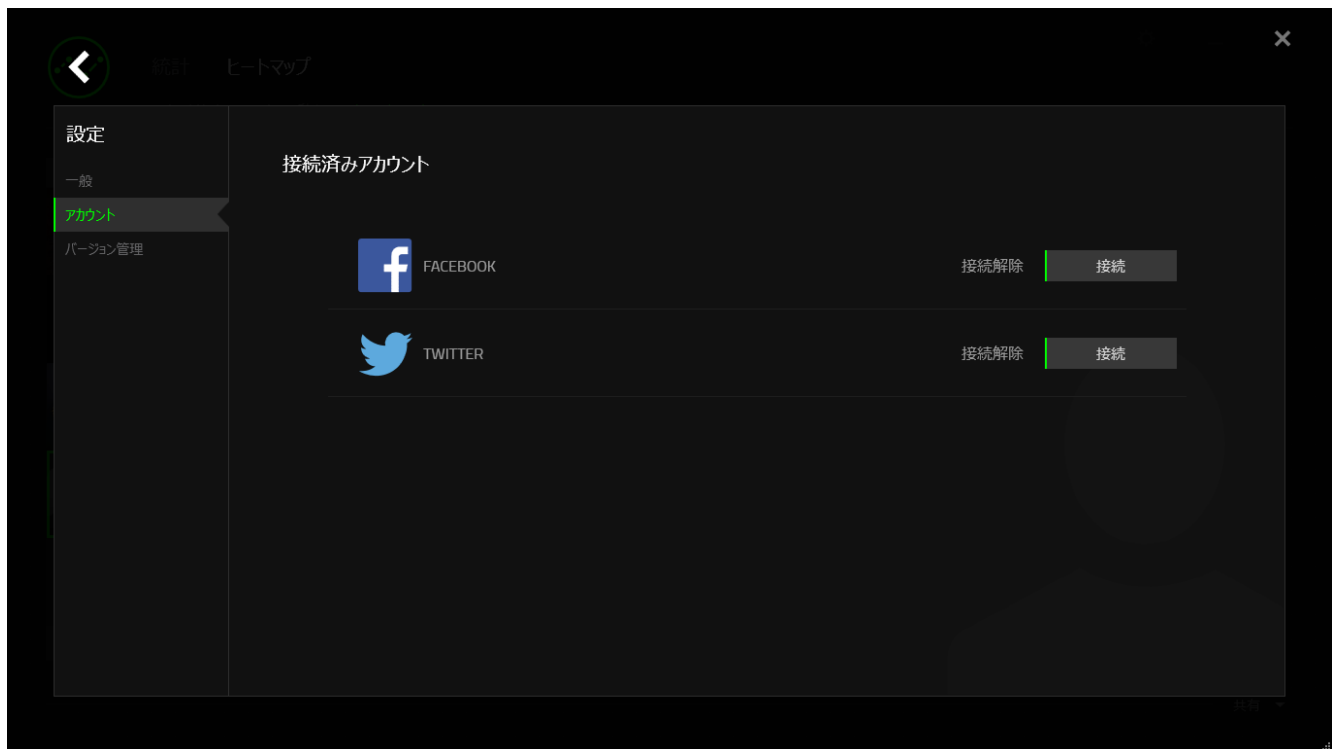 統計 ヒートマップ
設定
一般
アカウント
バージョン管理
接続済みアカウント
FACEBOOK 接続解除 接続
TWITTER 接続解除 接続
共有